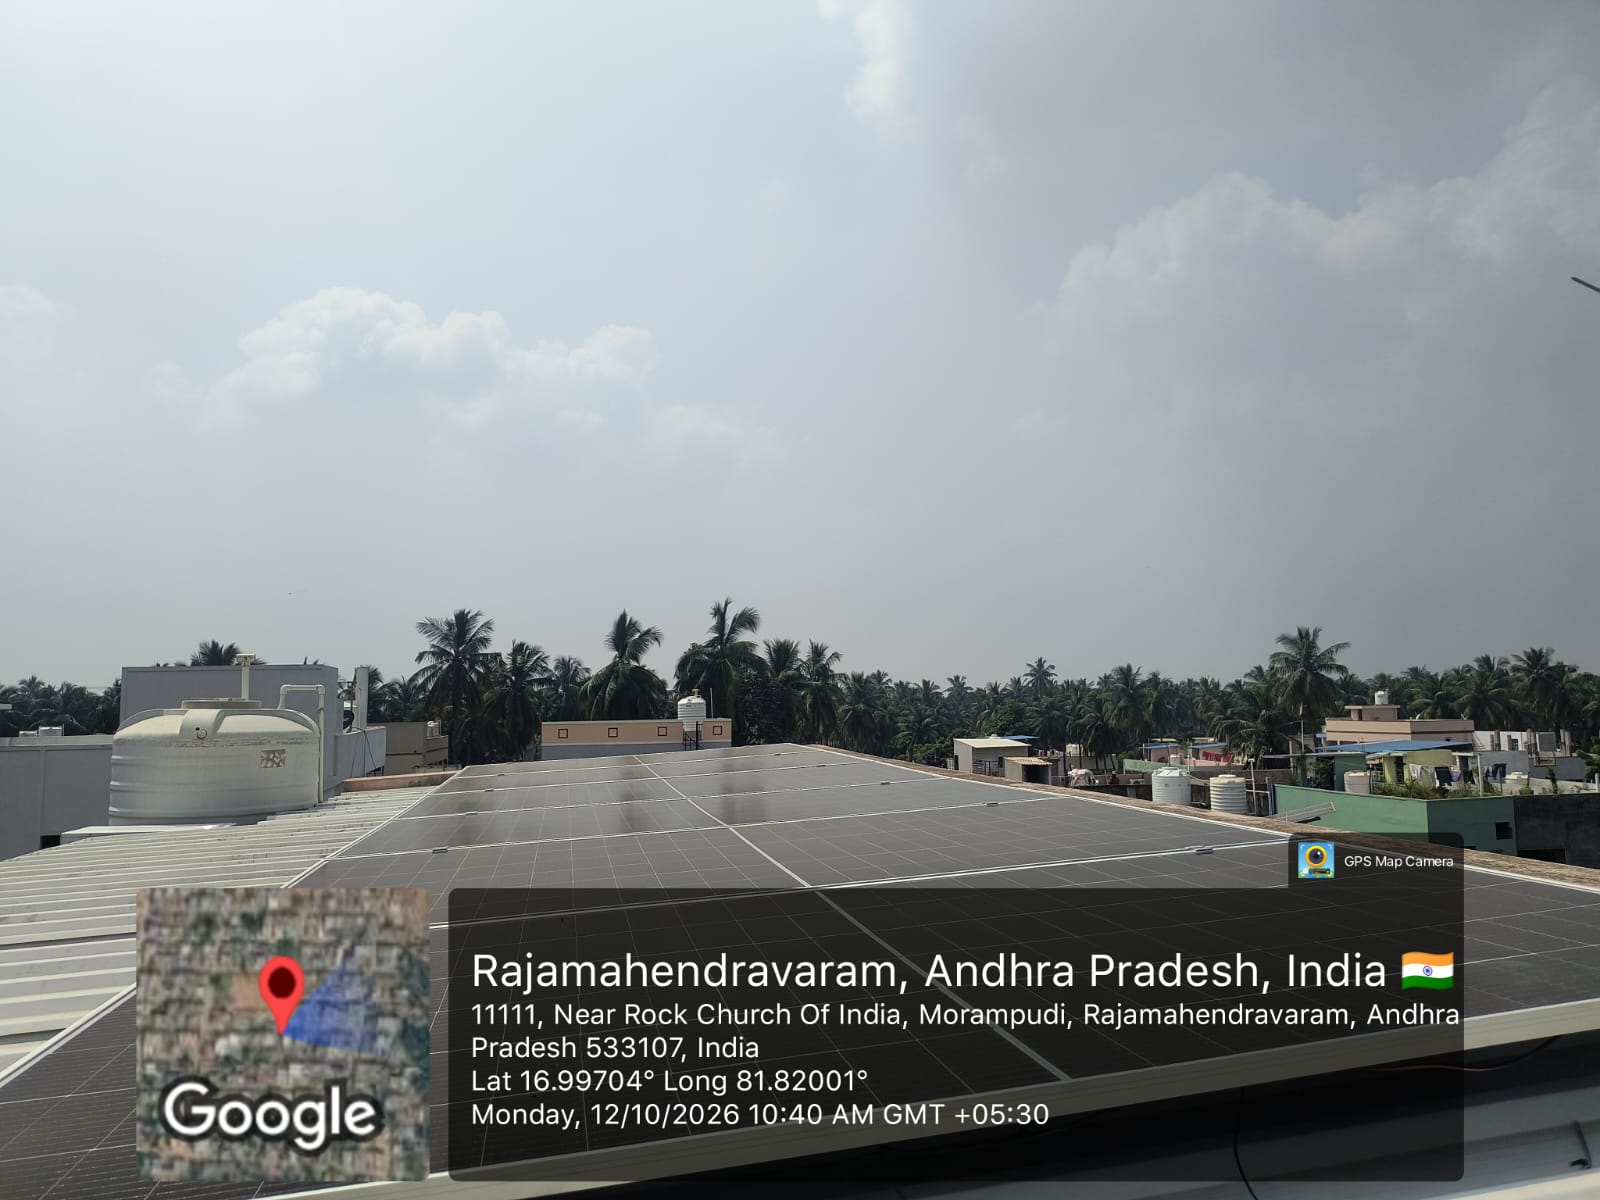 GPS Map Camera
Rajamahendravaram, Andhra Pradesh, India
11111, Near Rock Church Of India, Morampudi, Rajamahendravaram, Andhra
Pradesh 533107, India
Lat 16.99704° Long 81.82001°
Monday, 12/10/2026 10:40 AM GMT +05:30
Google